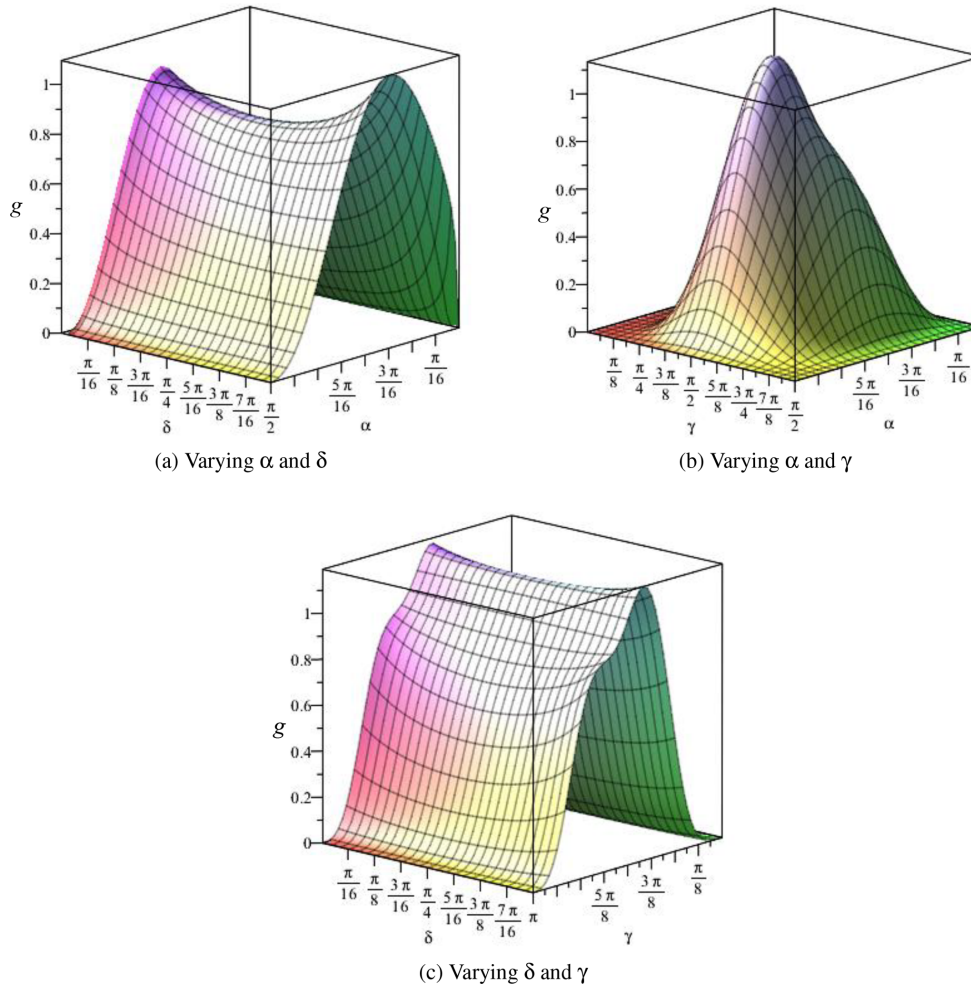 1
0.8
0.6
g
0.4
0.2
0
π/16 π/8 3π/16 π/4 5π/16 3π/8 7π/16 π/2
5π/16 3π/16 π/16
δ α
(a) Varying α and δ
1
0.8
0.6
g
0.4
0.2
0
π/8 π/4 3π/8 π/2 5π/8 3π/4 7π/8 π/2
5π/16 3π/16 π/16
γ α
(b) Varying α and γ
1
0.8
0.6
g
0.4
0.2
0
π/16 π/8 3π/16 π/4 5π/16 3π/8 7π/16 π
5π/8 3π/8 π/8
δ γ
(c) Varying δ and γ